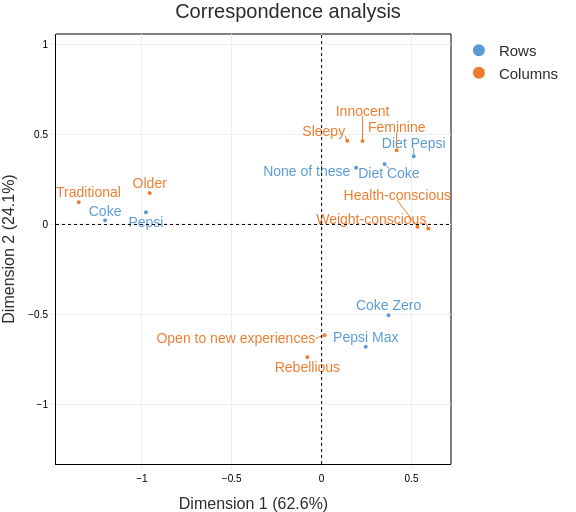 Correspondence analysis
Rows
Columns
1
0.5
0
−0.5
−1
Dimension 2 (24.1%)
Innocent
Sleepy
Feminine
Diet Pepsi
None of these
Diet Coke
Traditional
Older
Health-conscious
Coke
Pepsi
Weight-conscious
Coke Zero
Open to new experiences
Pepsi Max
Rebellious
−1
−0.5
0
0.5
Dimension 1 (62.6%)